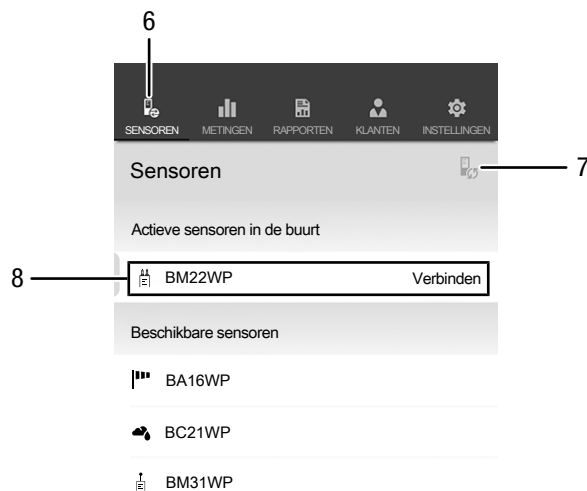 6
SENSOREN METINGEN RAPPORTEN KLANTEN INSTELLINGEN
Sensoren
7
Actieve sensoren in de buurt
8
BM22WP Verbinden
Beschikbare sensoren
BA16WP
BC21WP
BM31WP